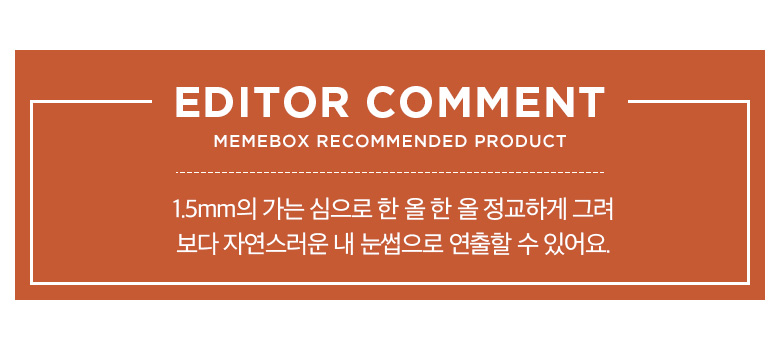 EDITOR COMMENT
MEMEBOX RECOMMENDED PRODUCT
1.5mm의 가는 심으로 한 올 한 올 정교하게 그려
보다 자연스러운 내 눈썹으로 연출할 수 있어요.